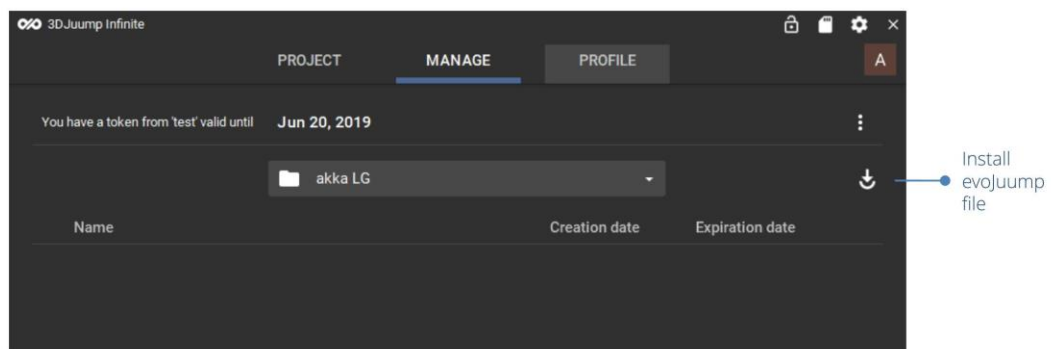 3DJuump Infinite
PROJECT MANAGE PROFILE A
You have a token from 'test' valid until Jun 20, 2019
akka LG
Install
evoJuump
file
Name Creation date Expiration date